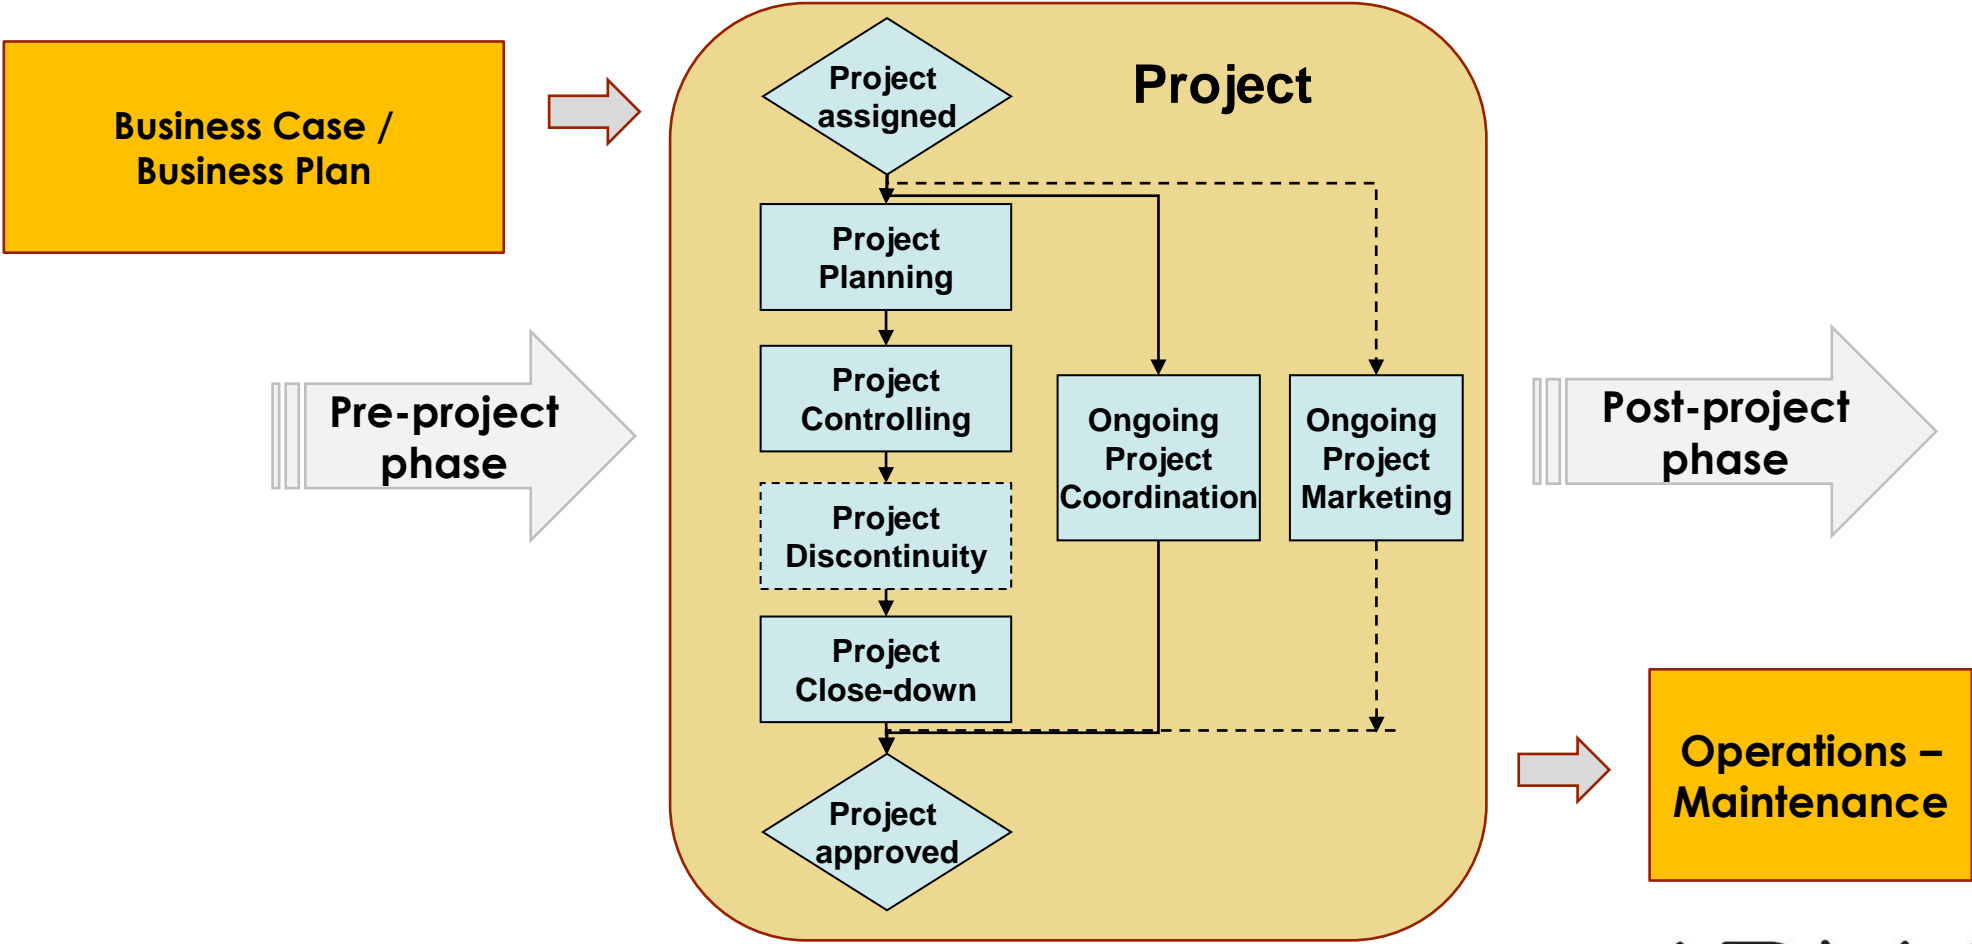 Business Case /
Business Plan
Project
assigned
Project
Project
Planning
Pre-project
phase
Project
Controlling
Ongoing
Project
Coordination
Ongoing
Project
Marketing
Post-project
phase
Project
Discontinuity
Project
Close-down
Project
approved
Operations –
Maintenance